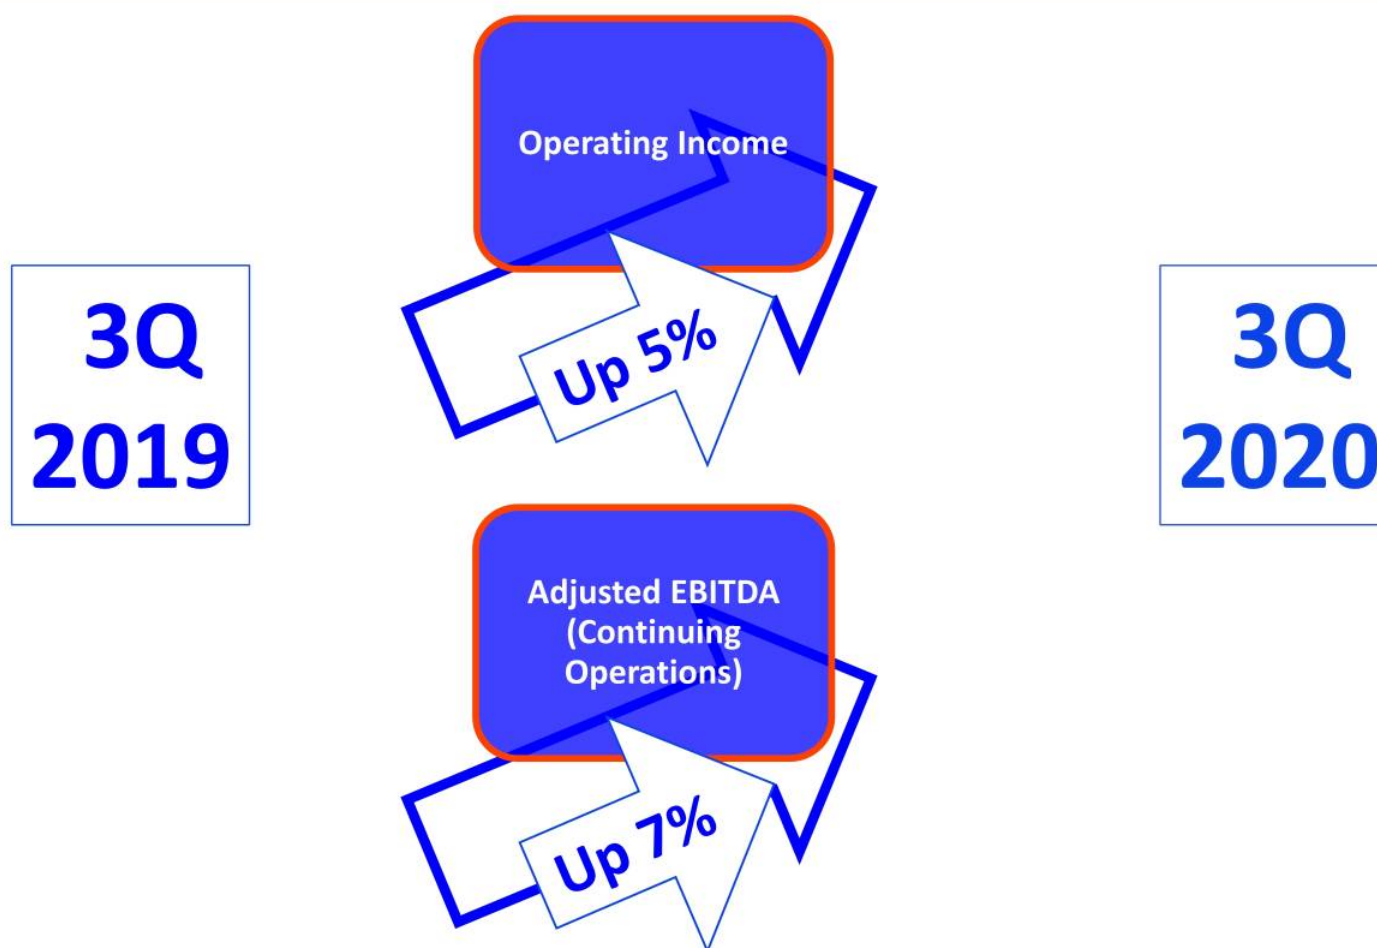 Operating Income
Up 5%
3Q
2019
3Q
2020
Adjusted EBITDA
(Continuing
Operations)
Up 7%